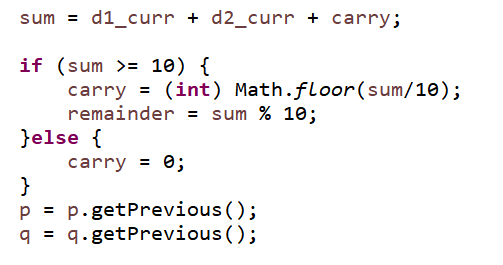 sum = d1_curr + d2_curr + carry;

if (sum >= 10) {
    carry = (int) Math.floor(sum/10);
    remainder = sum % 10;
}else {
    carry = 0;
}
p = p.getPrevious();
q = q.getPrevious();